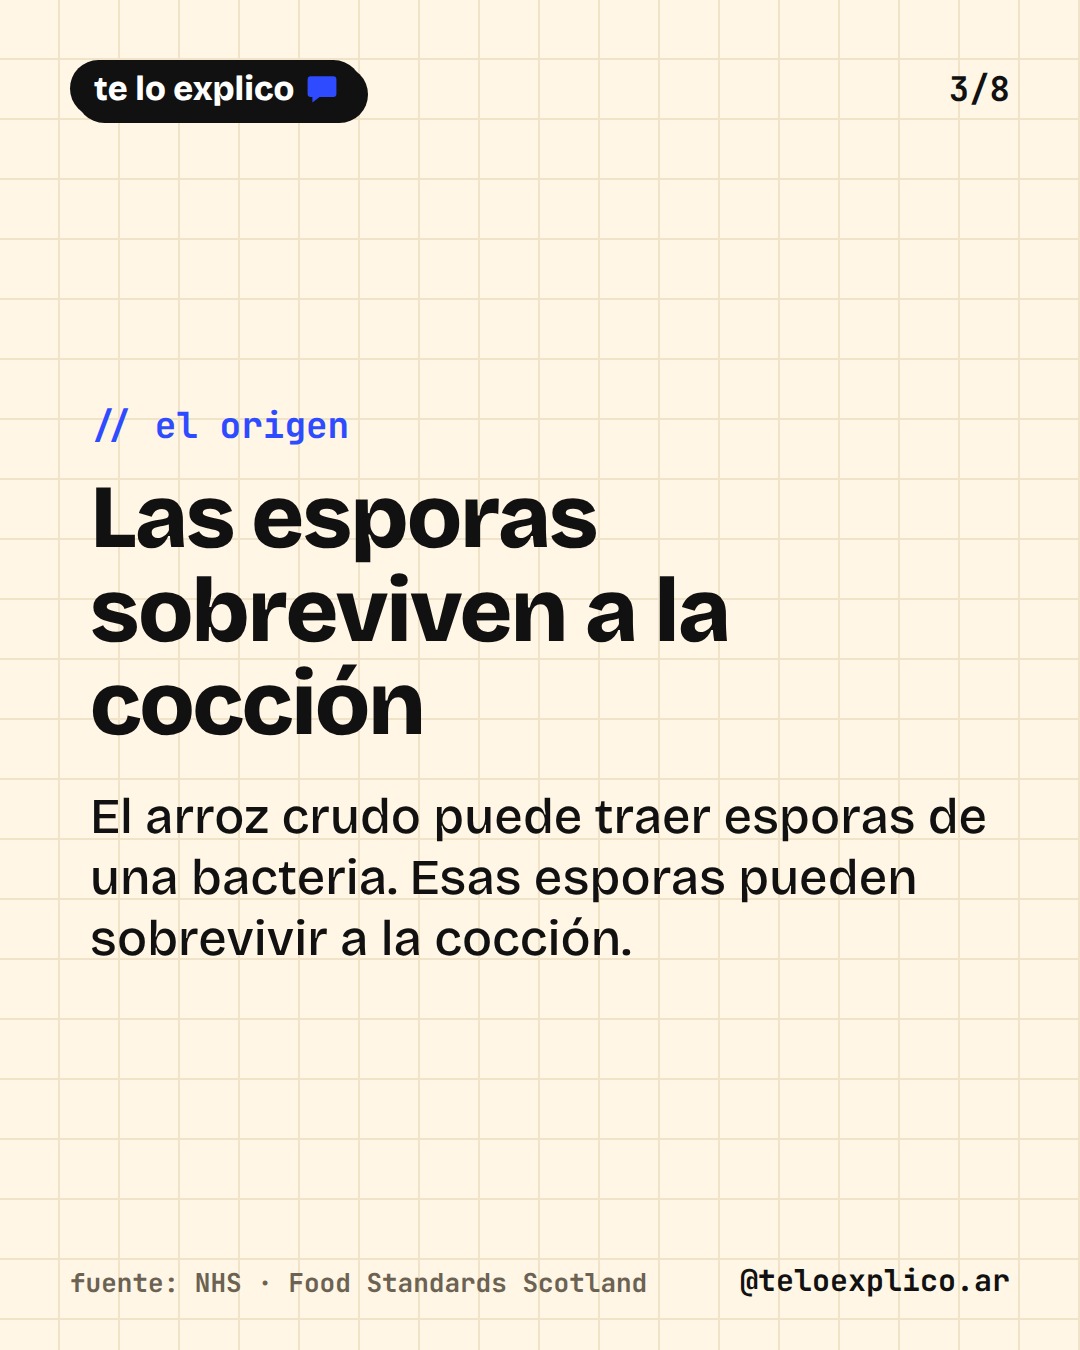 te lo explico
3/8
// el origen
Las esporas
sobreviven a la
cocción
El arroz crudo puede traer esporas de
una bacteria. Esas esporas pueden
sobrevivir a la cocción.
fuente: NHS · Food Standards Scotland
@teloexplico.ar